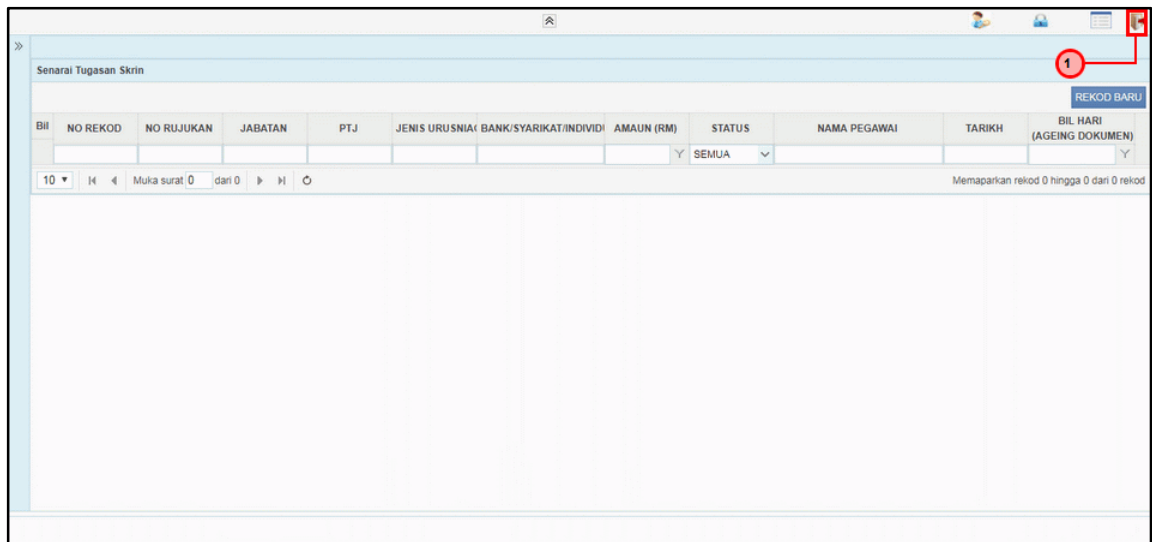 1
Senarai Tugasan Skrin
REKOD BARU
Bil NO REKOD NO RUJUKAN JABATAN PTJ JENIS URUSNIA BANK/SYARIKAT/INDIVID AMAUN (RM) STATUS NAMA PEGAWAI TARIKH BIL HARI
(AGEING DOKUMEN)
SEMUA
10 Muka surat 0 dari 0 Memaparkan rekod 0 hingga 0 dari 0 rekod